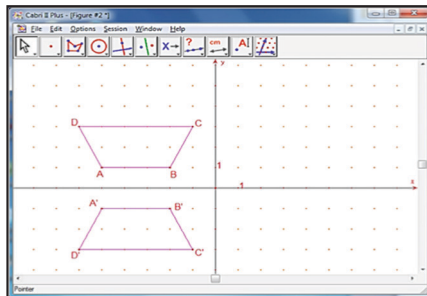 Cabri II Plus - [Figure #2 *]
File Edit Options Session Window Help
X→ ? cm A
y
D C
A B 1
x
1
A' B'
D' C'
Pointer